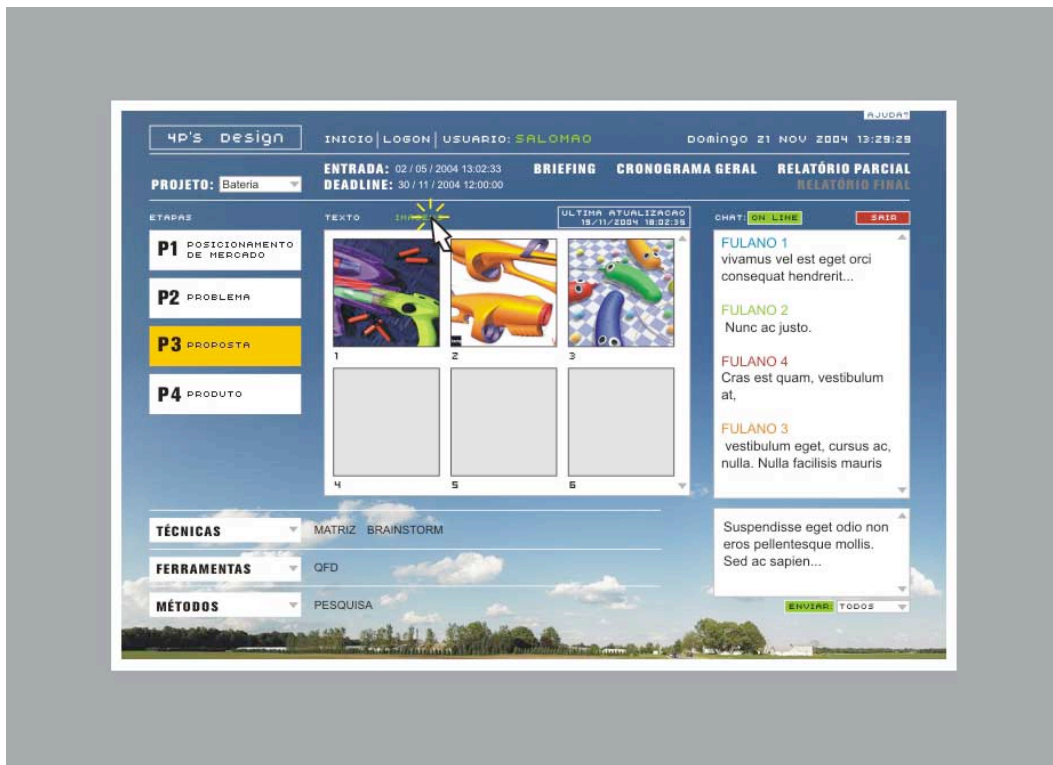 AJUDA?
4P's Design
INICIO | LOGON | USUARIO: SALOMAO
Domingo 21 NOV 2004 13:29:29
PROJETO: Bateria
ENTRADA: 02 / 05 / 2004 13:02:33
DEADLINE: 30 / 11 / 2004 12:00:00
BRIEFING
CRONOGRAMA GERAL
RELATÓRIO PARCIAL
RELATÓRIO FINAL
ETAPAS
P1 POSICIONAMENTO
DE MERCADO
P2 PROBLEMA
P3 PROPOSTA
P4 PRODUTO
TEXTO
ULTIMA ATUALIZACAO
15/11/2004 18:02:35
1
2
3
4
5
6
CHAT: ON LINE
SAIR
FULANO 1
vivamus vel est eget orci
consequat hendrerit...
FULANO 2
Nunc ac justo.
FULANO 4
Cras est quam, vestibulum
at,
FULANO 3
vestibulum eget, cursus ac,
nulla. Nulla facilisis mauris
Suspendisse eget odio non
eros pellentesque mollis.
Sed ac sapien...
ENVIAR: TODOS
TÉCNICAS
MATRIZ BRAINSTORM
FERRAMENTAS
QFD
MÉTODOS
PESQUISA